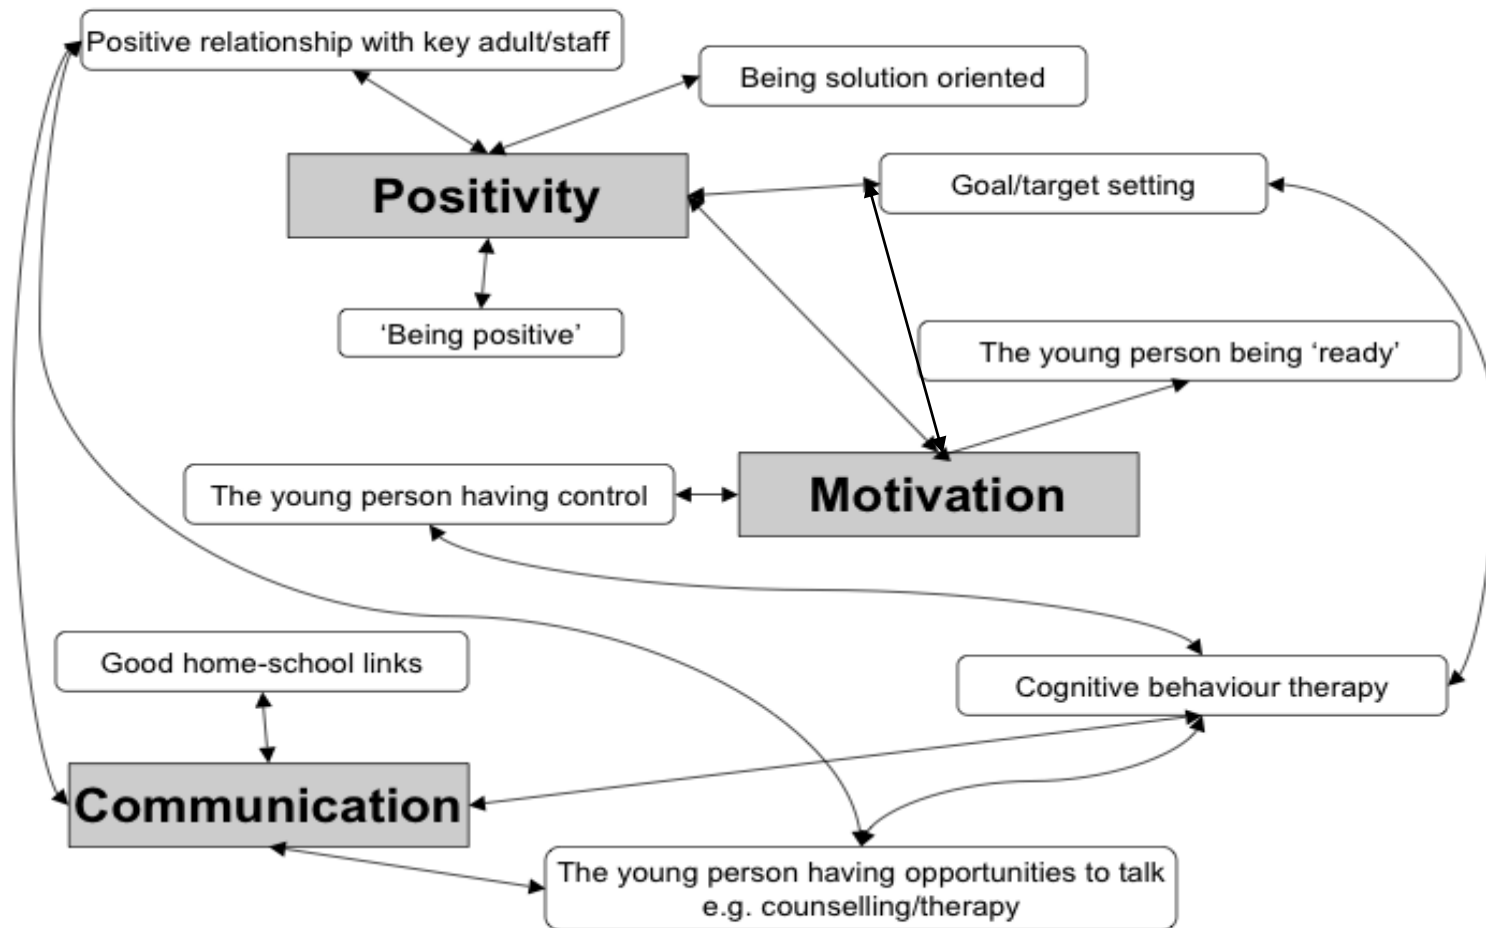 Positive relationship with key adult/staff
Being solution oriented
Positivity
Goal/target setting
‘Being positive’
The young person being ‘ready’
The young person having control
Motivation
Good home-school links
Cognitive behaviour therapy
Communication
The young person having opportunities to talk
e.g. counselling/therapy